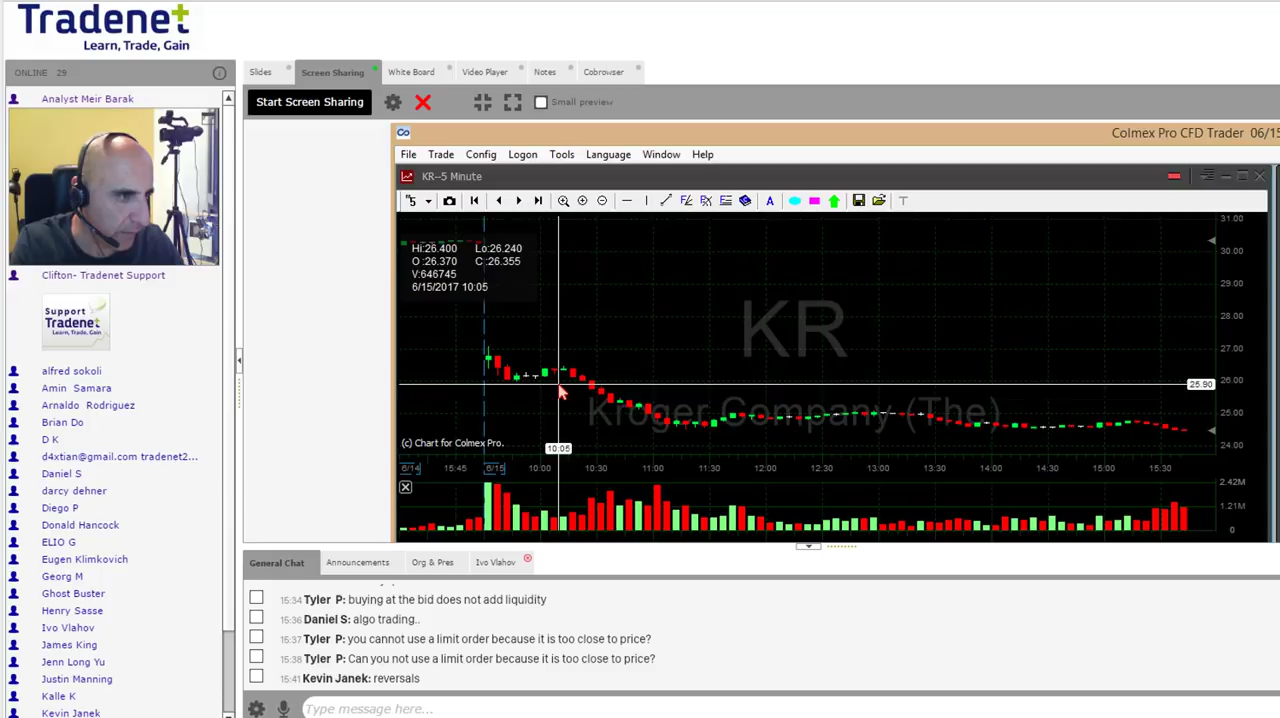 Tradenet
Learn, Trade, Gain
ONLINE 29
Analyst Meir Barak
Clifton- Tradenet Support
Support
Tradenet
Learn, Trade, Gain
alfred sokoli
Amin Samara
Arnaldo Rodriguez
Brian Do
D K
d4xtian@gmail.com tradenet2...
Daniel S
darcy dehner
Diego P
Donald Hancock
ELIO G
Eugen Klimkovich
Georg M
Ghost Buster
Henry Sasse
Ivo Vlahov
James King
Jenn Long Yu
Justin Manning
Kalle K
Kevin Janek
Slides
Screen Sharing
White Board
Video Player
Notes
Cobrowser
Start Screen Sharing
Small preview
Colmex Pro CFD Trader 06/15
File Trade Config Logon Tools Language Window Help
KR--5 Minute
5
A
T
Hi:26.400 Lo:26.240
O :26.370 C :26.355
V:646745
6/15/2017 10:05
KR
Kroger Company (The)
31.00
30.00
29.00
28.00
27.00
26.00
25.90
25.00
24.00
(c) Chart for Colmex Pro.
10:05
6/14 15:45 6/15 10:00 10:30 11:00 11:30 12:00 12:30 13:00 13:30 14:00 14:30 15:00 15:30
2.42M
1.21M
0
General Chat
Announcements
Org & Pres
Ivo Vlahov
15:34 Tyler P: buying at the bid does not add liquidity
15:36 Daniel S: algo trading..
15:37 Tyler P: you cannot use a limit order because it is too close to price?
15:38 Tyler P: Can you not use a limit order because it is too close to price?
15:41 Kevin Janek: reversals
Type message here...